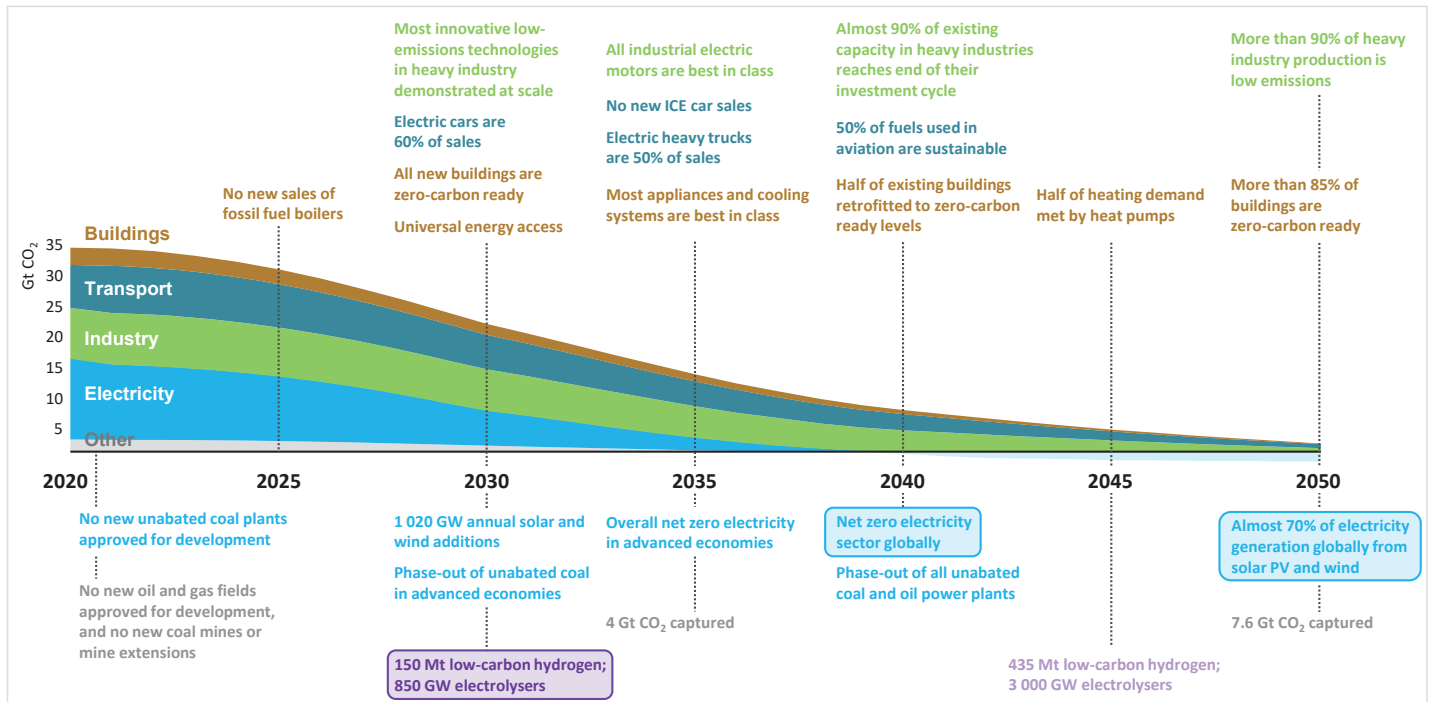 Most innovative low-
emissions technologies
in heavy industry
demonstrated at scale
Electric cars are
60% of sales
All new buildings are
zero-carbon ready
Universal energy access
All industrial electric
motors are best in class
No new ICE car sales
Electric heavy trucks
are 50% of sales
Most appliances and cooling
systems are best in class
Almost 90% of existing
capacity in heavy industries
reaches end of their
investment cycle
50% of fuels used in
aviation are sustainable
Half of existing buildings
retrofitted to zero-carbon
ready levels
More than 90% of heavy
industry production is
low emissions
No new sales of
fossil fuel boilers
Half of heating demand
met by heat pumps
More than 85% of
buildings are
zero-carbon ready
Gt CO₂
35
30
25
20
15
10
5
Buildings
Transport
Industry
Electricity
Other
2020 2025 2030 2035 2040 2045 2050
No new unabated coal plants
approved for development
No new oil and gas fields
approved for development,
and no new coal mines or
mine extensions
1 020 GW annual solar and
wind additions
Phase-out of unabated coal
in advanced economies
150 Mt low-carbon hydrogen;
850 GW electrolysers
Overall net zero electricity
in advanced economies
4 Gt CO₂ captured
Net zero electricity
sector globally
Phase-out of all unabated
coal and oil power plants
435 Mt low-carbon hydrogen;
3 000 GW electrolysers
Almost 70% of electricity
generation globally from
solar PV and wind
7.6 Gt CO₂ captured